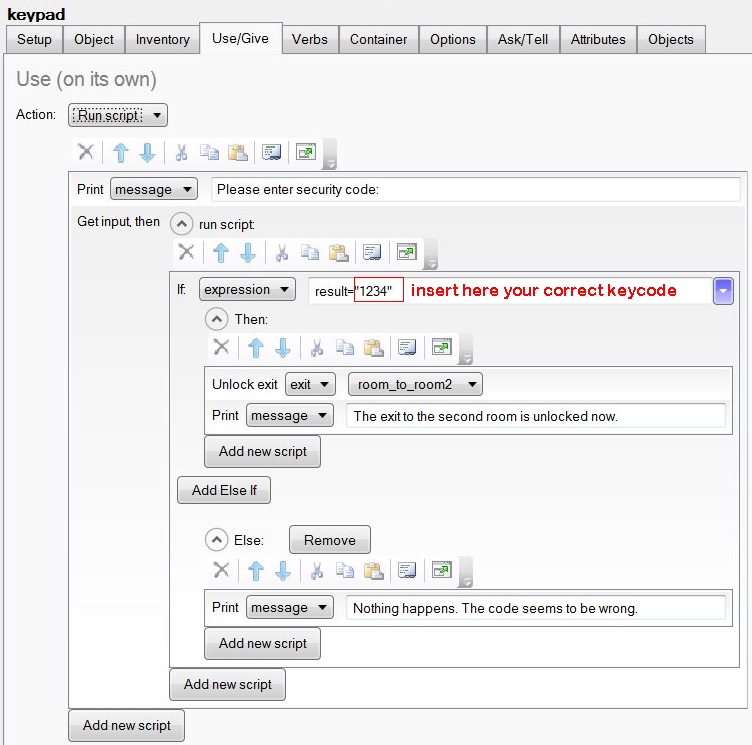 keypad
Setup Object Inventory Use/Give Verbs Container Options Ask/Tell Attributes Objects
Use (on its own)
Action: Run script
Print message Please enter security code:
Get input, then run script:
If: expression result="1234" insert here your correct keycode
Then:
Unlock exit exit room_to_room2
Print message The exit to the second room is unlocked now.
Add new script
Add Else If
Else: Remove
Print message Nothing happens. The code seems to be wrong.
Add new script
Add new script
Add new script